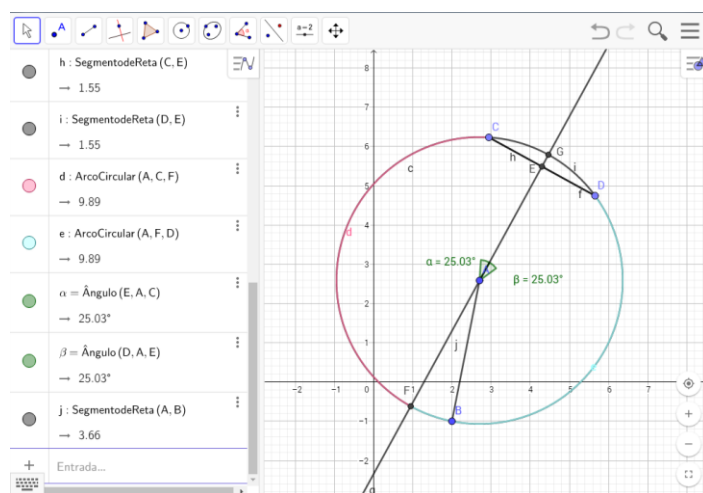 A
a=2
h : SegmentodeReta (C, E)
→ 1.55
i : SegmentodeReta (D, E)
→ 1.55
d : ArcoCircular (A, C, F)
→ 9.89
e : ArcoCircular (A, F, D)
→ 9.89
α = Ângulo (E, A, C)
→ 25.03°
β = Ângulo (D, A, E)
→ 25.03°
j : SegmentodeReta (A, B)
→ 3.66
+ Entrada...
8
7
6
5
4
3
2
1
0
−1
−2
−2 −1 1 2 3 4 5 6 7
C
G
c
h
i
E
D
f
d
α = 25.03°
A
β = 25.03°
j
F
B